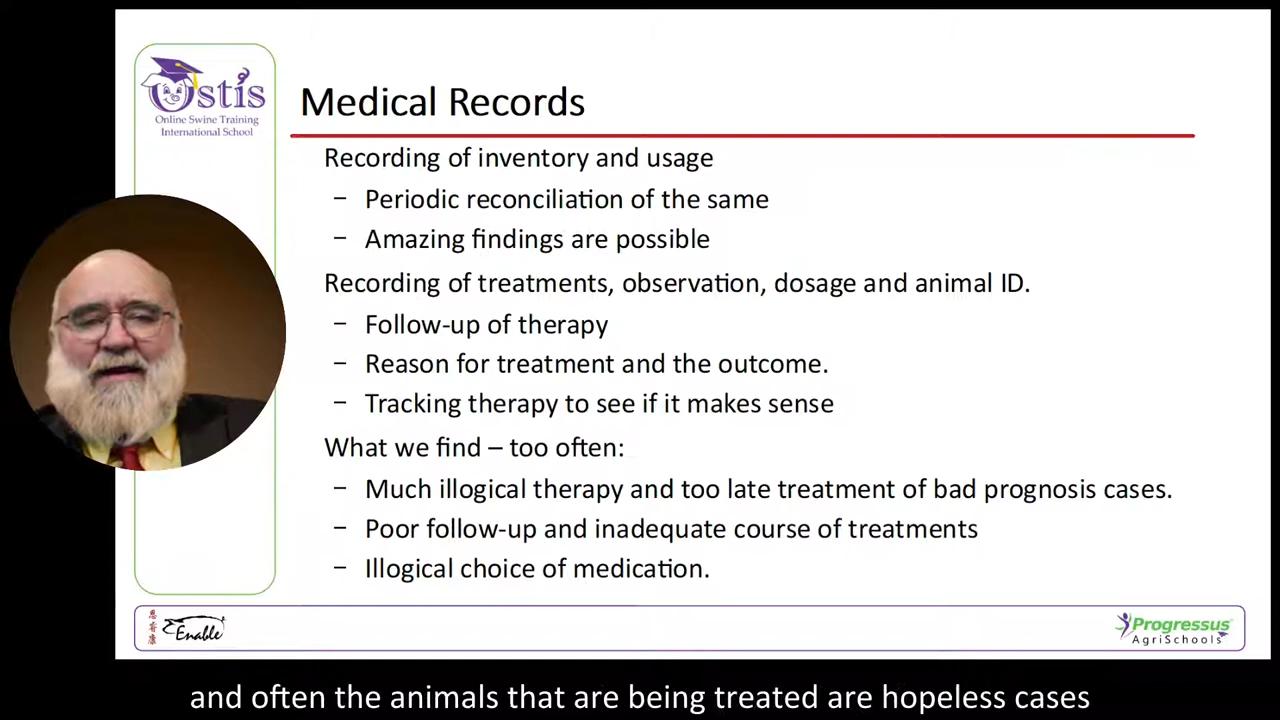 Ostis
Online Swine Training
International School
Medical Records
Recording of inventory and usage
− Periodic reconciliation of the same
− Amazing findings are possible
Recording of treatments, observation, dosage and animal ID.
− Follow-up of therapy
− Reason for treatment and the outcome.
− Tracking therapy to see if it makes sense
What we find – too often:
− Much illogical therapy and too late treatment of bad prognosis cases.
− Poor follow-up and inadequate course of treatments
− Illogical choice of medication.
恩育康
Enable
Progressus
AgriSchools
and often the animals that are being treated are hopeless cases